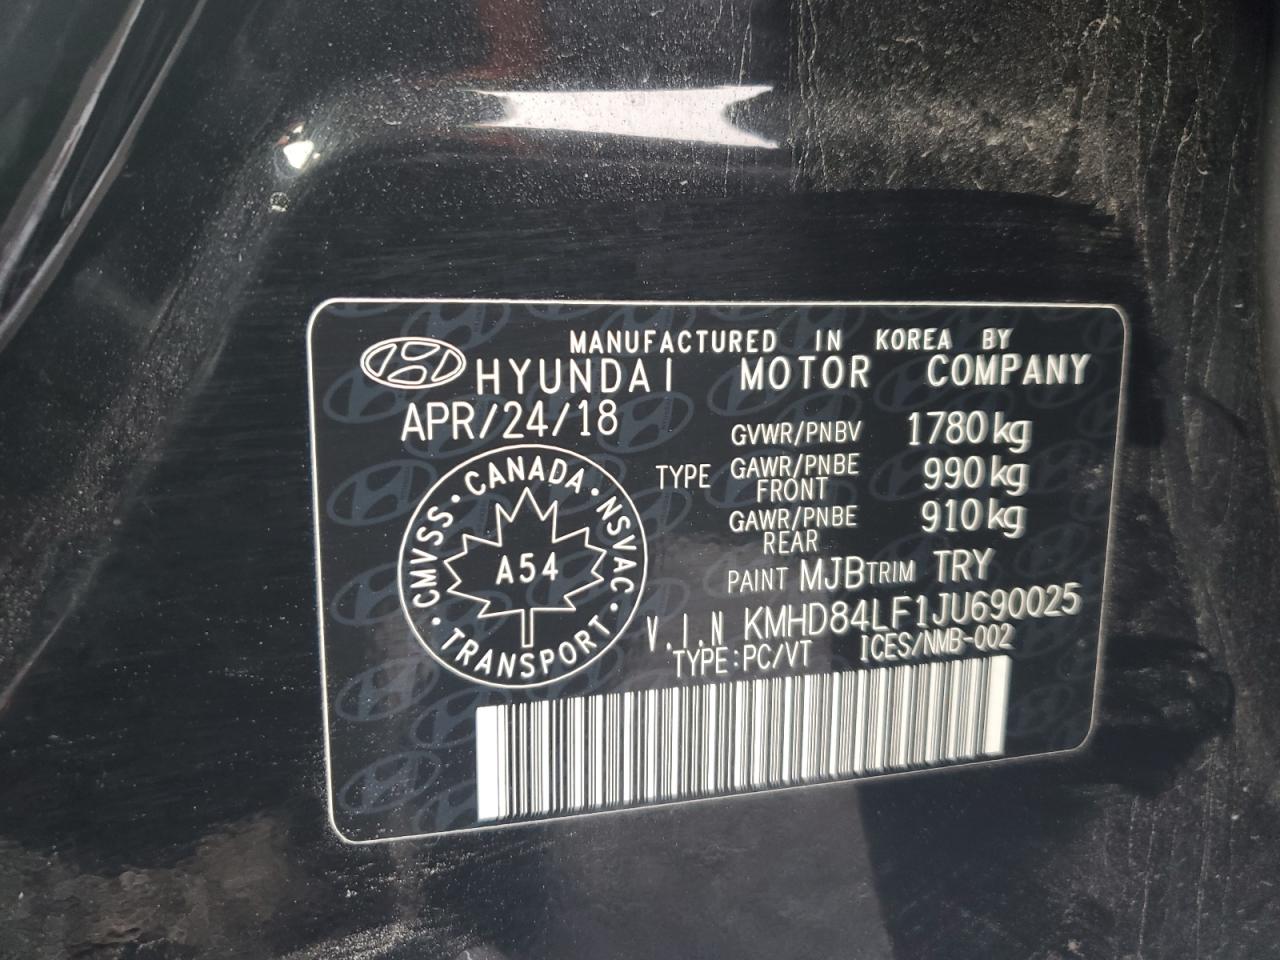 MANUFACTURED IN KOREA BY
HYUNDAI MOTOR COMPANY
APR/24/18
GVWR/PNBV 1780 kg
TYPE GAWR/PNBE FRONT 990 kg
GAWR/PNBE REAR 910 kg
CMVSS · CANADA · NSVAC · TRANSPORT ·
A54
PAINT MJB TRIM TRY
V.I.N KMHD84LF1JU690025
TYPE:PC/VT ICES/NMB-002